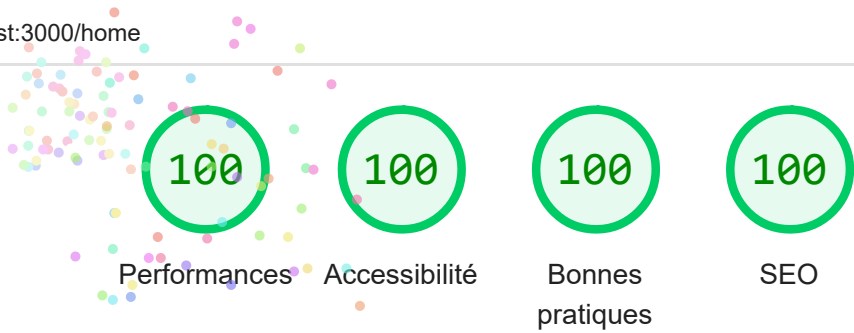 st:3000/home
100 100 100 100
Performances Accessibilité Bonnes pratiques SEO